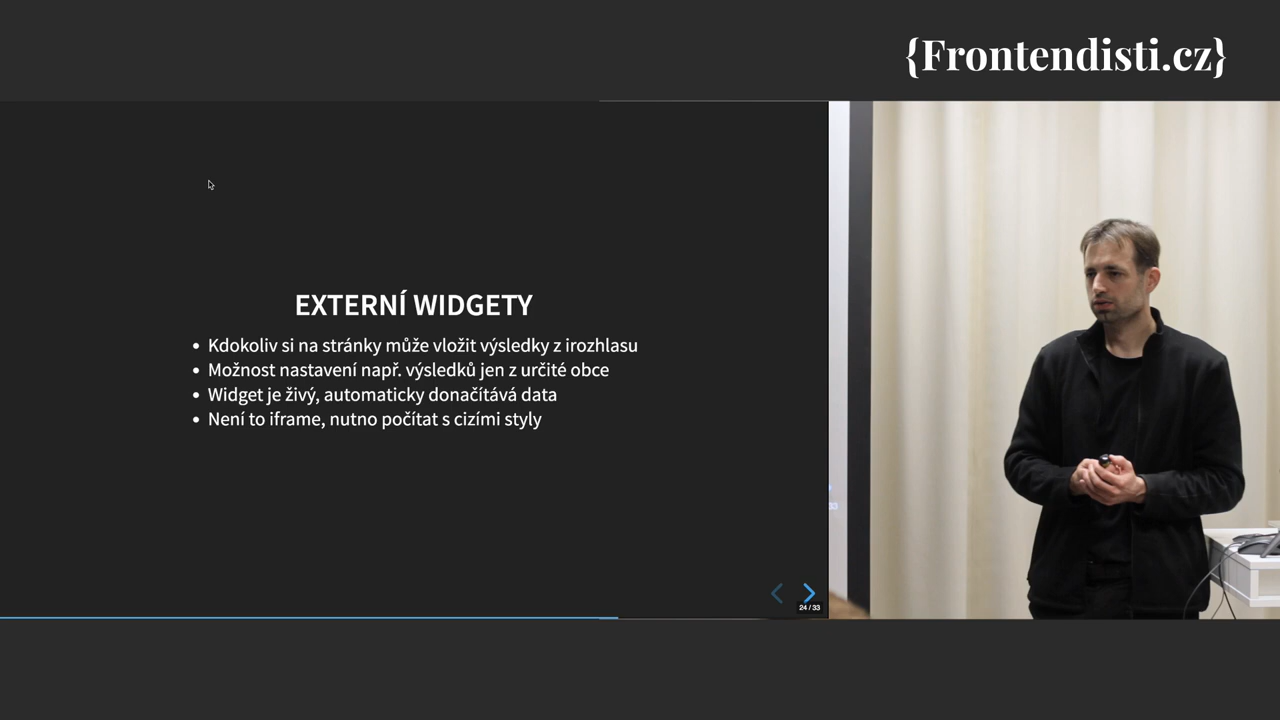 {Frontendisti.cz}
EXTERNÍ WIDGETY
Kdokoliv si na stránky může vložit výsledky z irozhlasu
Možnost nastavení např. výsledků jen z určité obce
Widget je živý, automaticky donačítává data
Není to iframe, nutno počítat s cizími styly
24 / 33